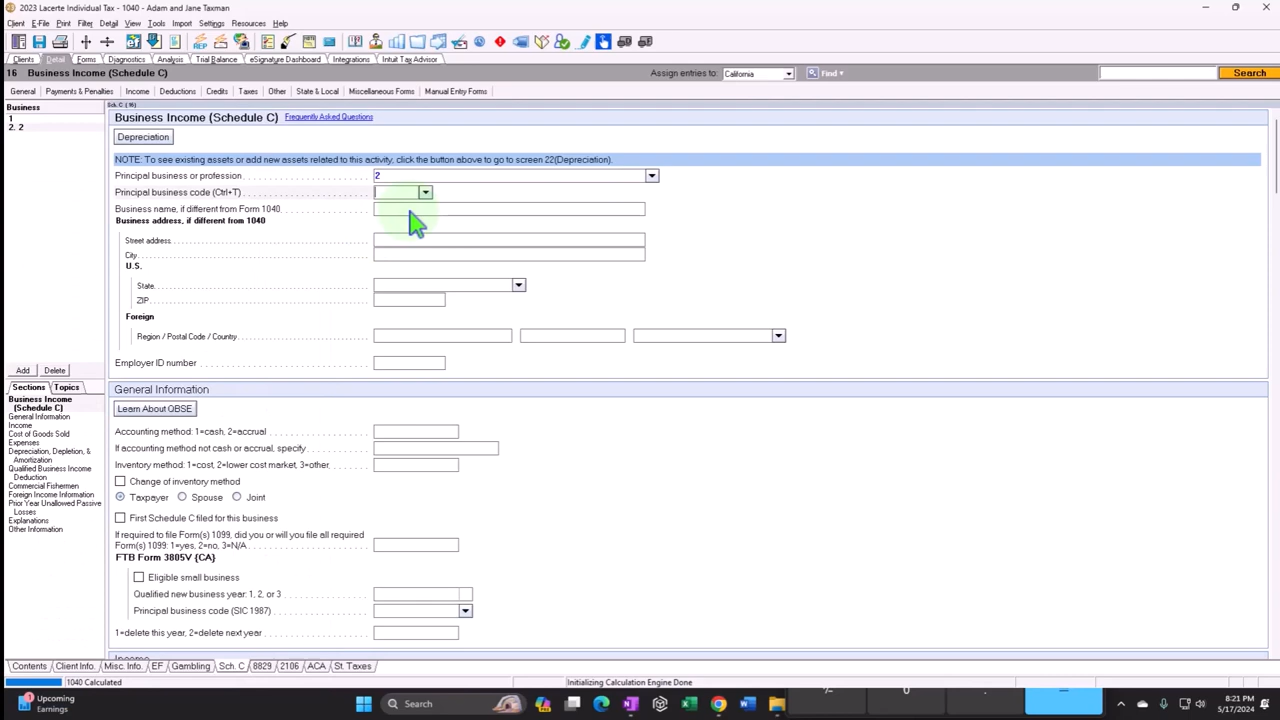 2023 Lacerte Individual Tax - 1040 - Adam and Jane Taxman
Client E-File Print Filter Detail View Tools Import Settings Resources Help
Clients Detail Forms Diagnostics Analysis Trial Balance eSignature Dashboard Integrations Intuit Tax Advisor
16 Business Income (Schedule C) Assign entries to: California Find Search
General Payments & Penalties Income Deductions Credits Taxes Other State & Local Miscellaneous Forms Manual Entry Forms
Business
1
2. 2
Add Delete
Sections Topics
Business Income
(Schedule C)
General Information
Income
Cost of Goods Sold
Expenses
Depreciation, Depletion, &
Amortization
Qualified Business Income
Deduction
Commercial Fishermen
Foreign Income Information
Prior Year Unallowed Passive
Losses
Explanations
Other Information
Sch. C (16)
Business Income (Schedule C) Frequently Asked Questions
Depreciation
NOTE: To see existing assets or add new assets related to this activity, click the button above to go to screen 22(Depreciation).
Principal business or profession 2
Principal business code (Ctrl+T)
Business name, if different from Form 1040
Business address, if different from 1040
Street address
City
U.S.
State
ZIP
Foreign
Region / Postal Code / Country
Employer ID number
General Information
Learn About QBSE
Accounting method: 1=cash, 2=accrual
If accounting method not cash or accrual, specify
Inventory method: 1=cost, 2=lower cost market, 3=other
Change of inventory method
Taxpayer Spouse Joint
First Schedule C filed for this business
If required to file Form(s) 1099, did you or will you file all required
Form(s) 1099: 1=yes, 2=no, 3=N/A
FTB Form 3805V {CA}
Eligible small business
Qualified new business year: 1, 2, or 3
Principal business code (SIC 1987)
1=delete this year, 2=delete next year
Income
Contents Client Info. Misc. Info. EF Gambling Sch. C 8829 2106 ACA St. Taxes
1040 Calculated Initializing Calculation Engine Done
Upcoming
Earnings
Search
8:21 PM
5/17/2024